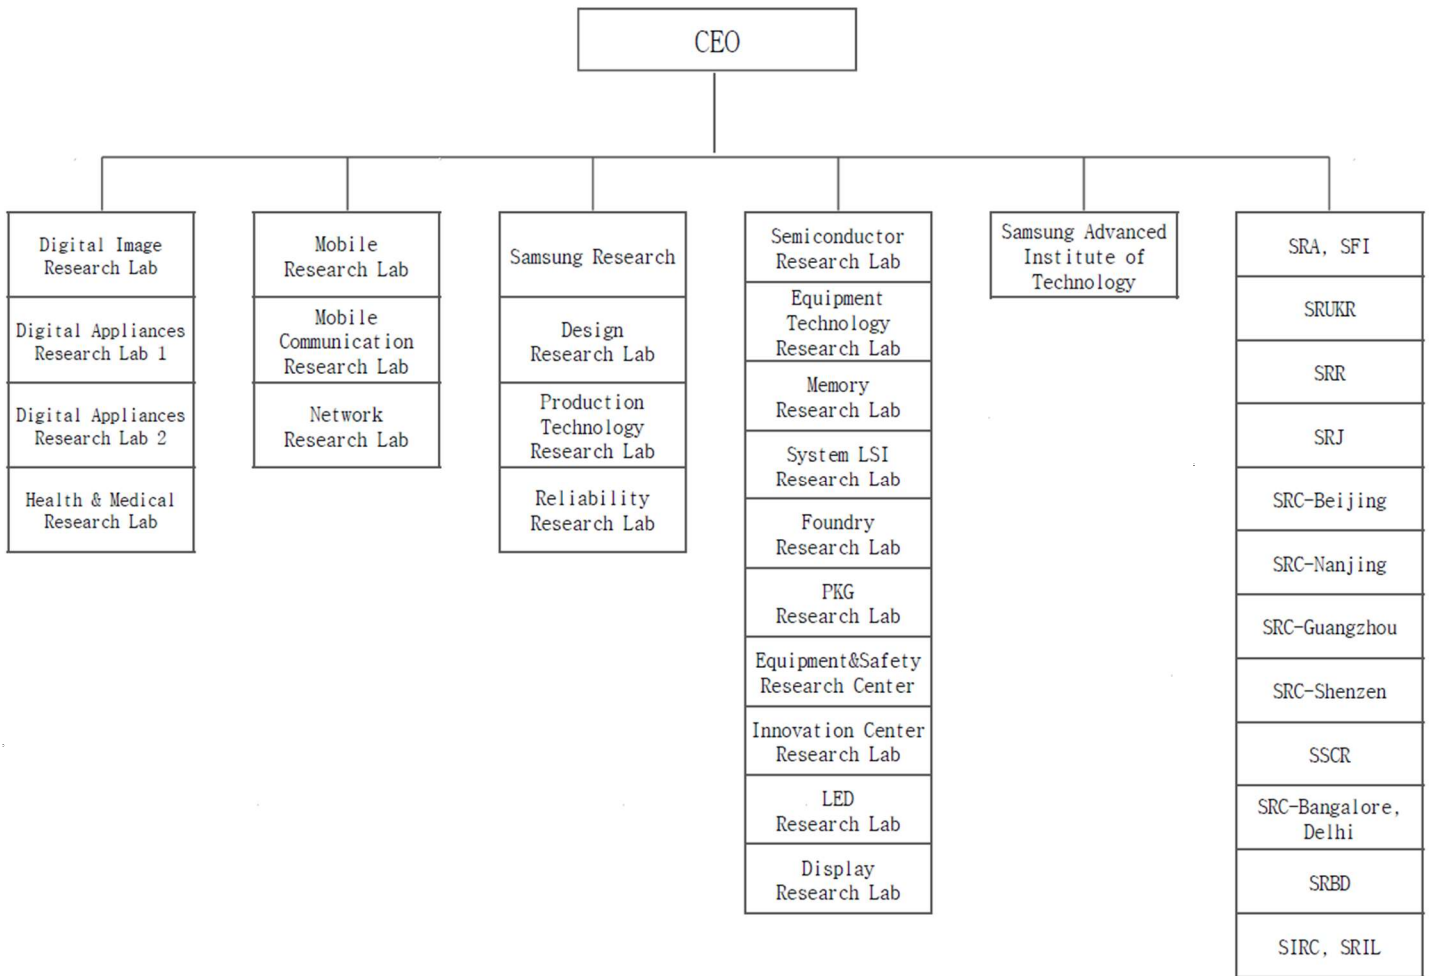 CEO
Digital Image
Research Lab
Digital Appliances
Research Lab 1
Digital Appliances
Research Lab 2
Health & Medical
Research Lab
Mobile
Research Lab
Mobile
Communication
Research Lab
Network
Research Lab
Samsung Research
Design
Research Lab
Production
Technology
Research Lab
Reliability
Research Lab
Semiconductor
Research Lab
Equipment
Technology
Research Lab
Memory
Research Lab
System LSI
Research Lab
Foundry
Research Lab
PKG
Research Lab
Equipment&Safety
Research Center
Innovation Center
Research Lab
LED
Research Lab
Display
Research Lab
Samsung Advanced
Institute of
Technology
SRA, SFI
SRUKR
SRR
SRJ
SRC-Beijing
SRC-Nanjing
SRC-Guangzhou
SRC-Shenzen
SSCR
SRC-Bangalore,
Delhi
SRBD
SIRC, SRIL